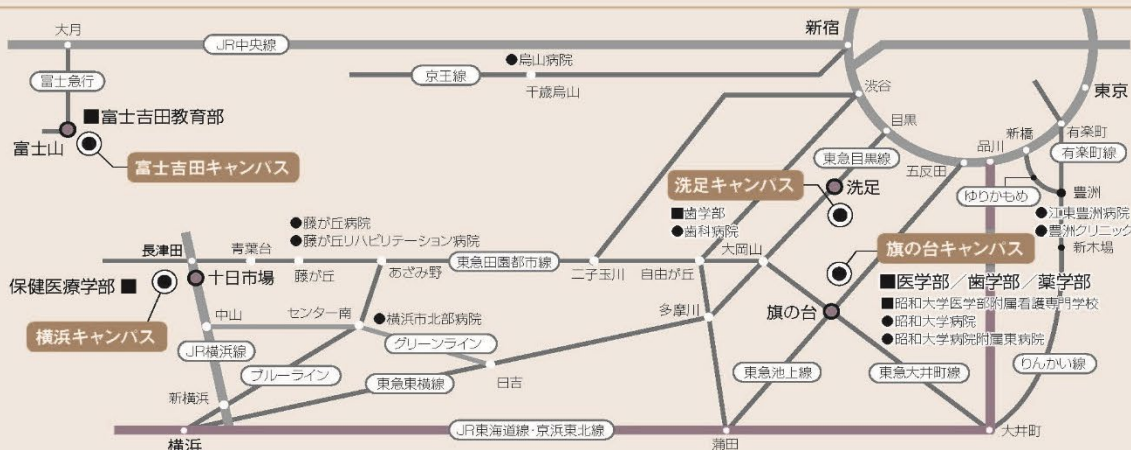 大月
JR中央線
新宿
富士急行
京王線
●烏山病院
千歳烏山
渋谷
東京
■富士吉田教育部
富士山
富士吉田キャンパス
目黒
東急目黒線
品川
新橋
有楽町
有楽町線
五反田
洗足キャンパス
洗足
ゆりかもめ
豊洲
■歯学部
●歯科病院
●江東豊洲病院
●豊洲クリニック
新木場
●藤が丘病院
●藤が丘リハビリテーション病院
長津田
青葉台
藤が丘
あざみ野
東急田園都市線
二子玉川
自由が丘
大岡山
旗の台キャンパス
保健医療学部■
十日市場
横浜キャンパス
■医学部/歯学部/薬学部
■昭和大学医学部附属看護専門学校
●昭和大学病院
●昭和大学病院附属東病院
旗の台
中山
センター南
●横浜市北部病院
多摩川
グリーンライン
JR横浜線
ブルーライン
東急東横線
日吉
東急池上線
東急大井町線
りんかい線
新横浜
横浜
JR東海道線・京浜東北線
蒲田
大井町